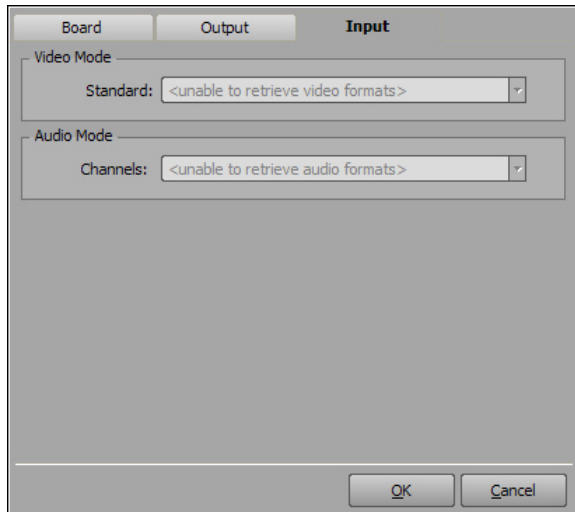 Board Output Input
Video Mode
Standard: <unable to retrieve video formats>
Audio Mode
Channels: <unable to retrieve audio formats>
OK Cancel